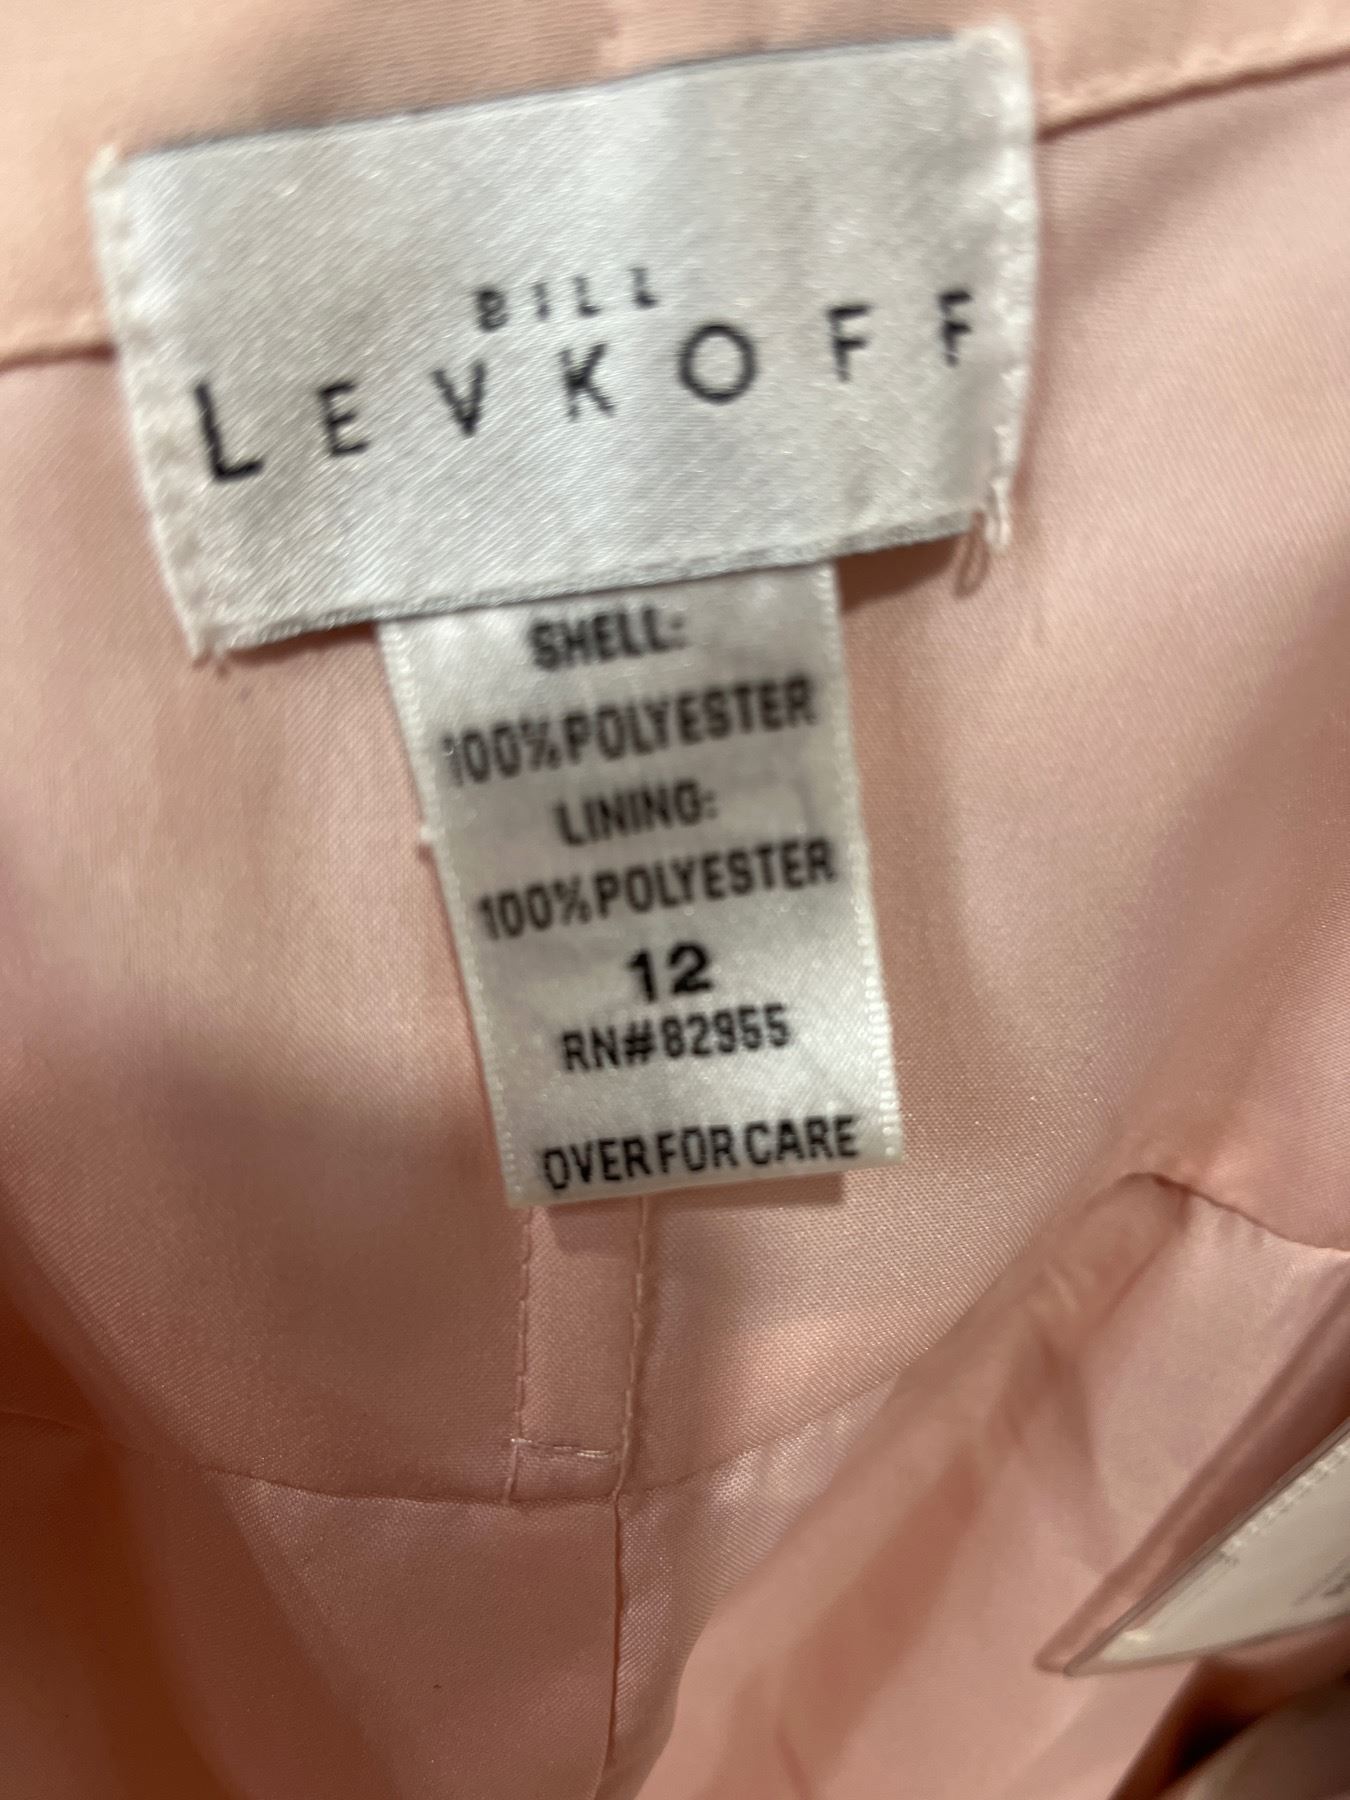 BILL
LEVKOFF
SHELL:
100% POLYESTER
LINING:
100% POLYESTER
12
RN#82955
OVER FOR CARE